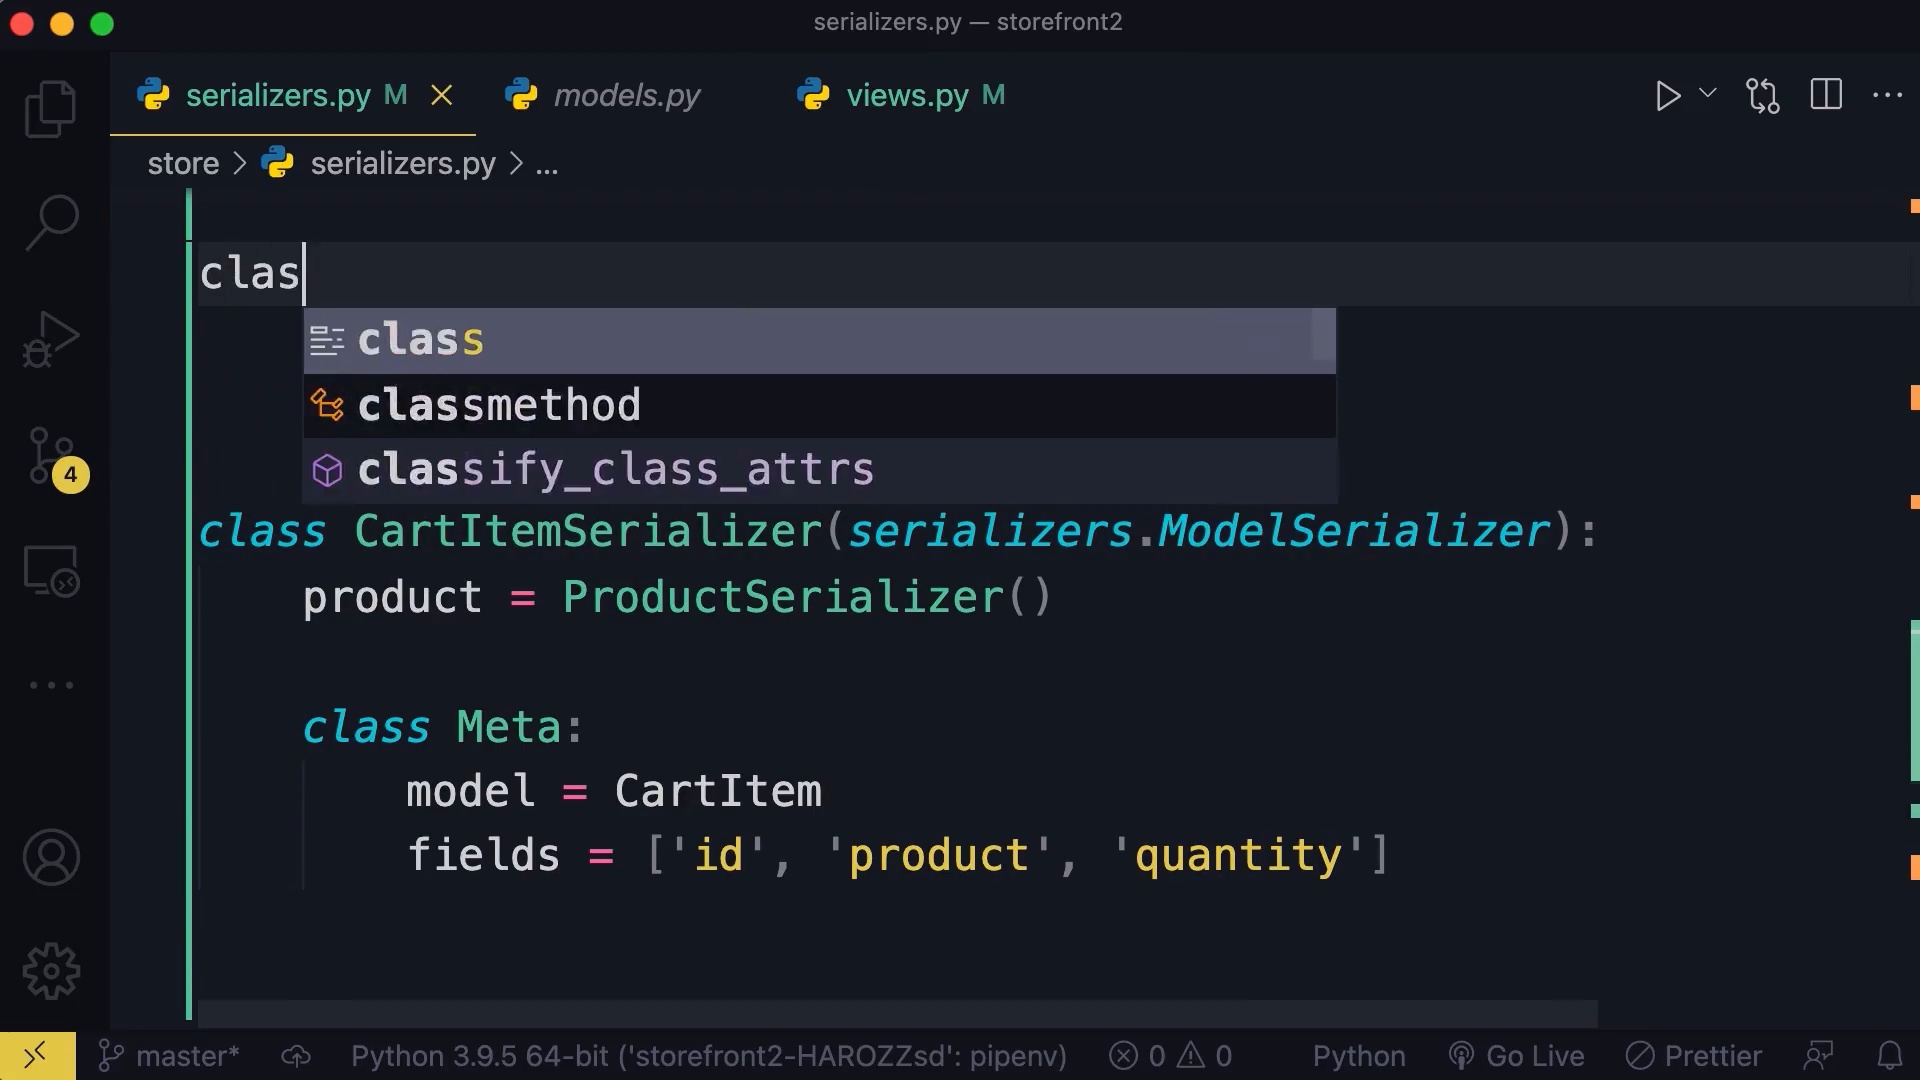 serializers.py — storefront2
serializers.py M models.py views.py M
store > serializers.py > ...
clas
class
classmethod
classify_class_attrs
class CartItemSerializer(serializers.ModelSerializer):
product = ProductSerializer()
class Meta:
model = CartItem
fields = ['id', 'product', 'quantity']
4
master* Python 3.9.5 64-bit ('storefront2-HAROZZsd': pipenv) 0 0 Python Go Live Prettier